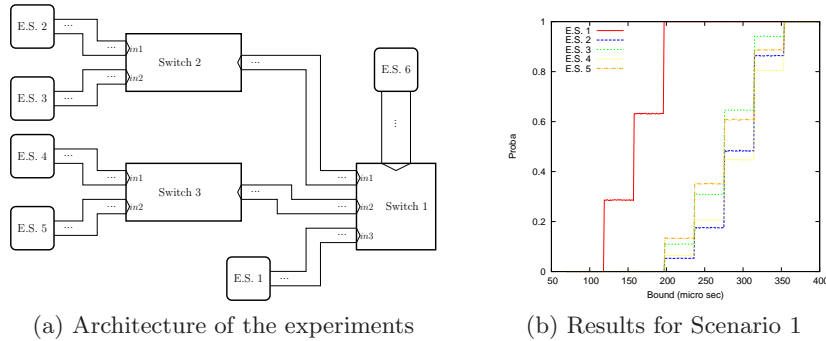 E.S. 2
...
...
in1
Switch 2
...
...
in2
E.S. 3
...
E.S. 6
...
E.S. 4
...
...
in1
Switch 3
...
...
in2
E.S. 5
...
...
in1
...
in2
Switch 1
...
in3
E.S. 1
...
(a) Architecture of the experiments
E.S. 1
E.S. 2
E.S. 3
E.S. 4
E.S. 5
Proba
1
0.8
0.6
0.4
0.2
0
50 100 150 200 250 300 350 400
Bound (micro sec)
(b) Results for Scenario 1